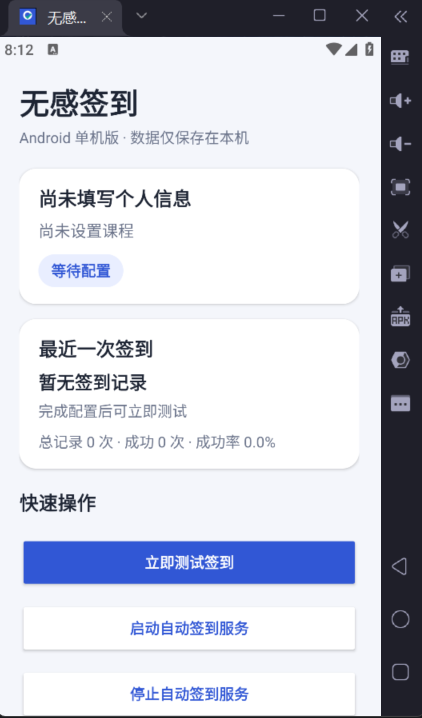 无感...
8:12 A
无感签到
Android 单机版 · 数据仅保存在本机
尚未填写个人信息
尚未设置课程
等待配置
最近一次签到
暂无签到记录
完成配置后可立即测试
总记录 0 次 · 成功 0 次 · 成功率 0.0%
快速操作
立即测试签到
启动自动签到服务
停止自动签到服务
APK